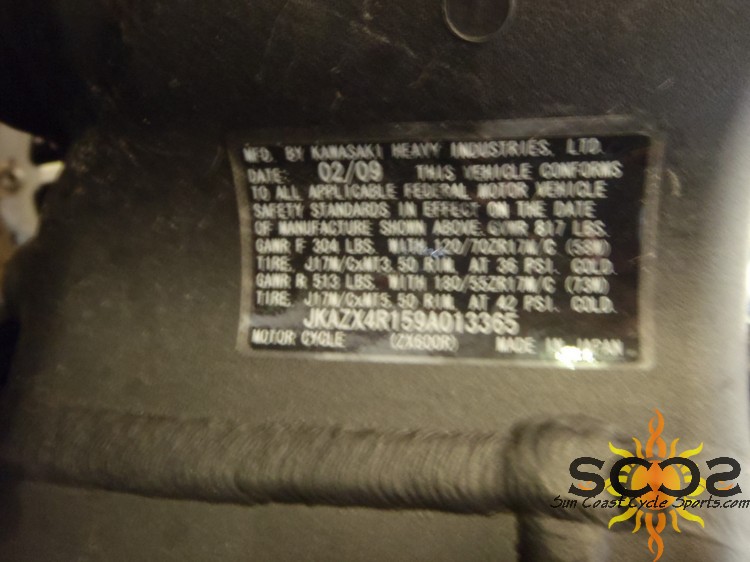 MFD. BY KAWASAKI HEAVY INDUSTRIES, LTD.
DATE: 02/09 THIS VEHICLE CONFORMS
TO ALL APPLICABLE FEDERAL MOTOR VEHICLE
SAFETY STANDARDS IN EFFECT ON THE DATE
OF MANUFACTURE SHOWN ABOVE. GVWR 817 LBS.
GAWR F 304 LBS. WITH 120/70ZR17M/C (58W)
TIRE, J17M/CxMT3.50 RIM, AT 36 PSI. COLD.
GAWR R 513 LBS. WITH 180/55ZR17M/C (73W)
TIRE, J17M/CxMT5.50 RIM, AT 42 PSI. COLD.
JKAZX4R159A013365
MOTOR CYCLE (ZX600R) MADE IN JAPAN
SCCS
Sun Coast Cycle Sports.com